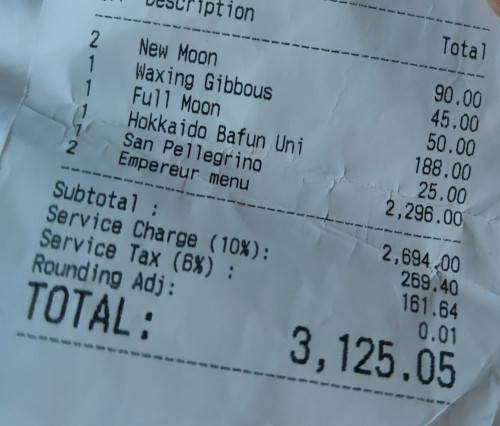 Description Total
2 New Moon 90.00
1 Waxing Gibbous 45.00
1 Full Moon 50.00
1 Hokkaido Bafun Uni 188.00
1 San Pellegrino 25.00
2 Empereur menu 2,296.00
Subtotal : 2,694.00
Service Charge (10%): 269.40
Service Tax (6%) : 161.64
Rounding Adj: 0.01
TOTAL: 3,125.05